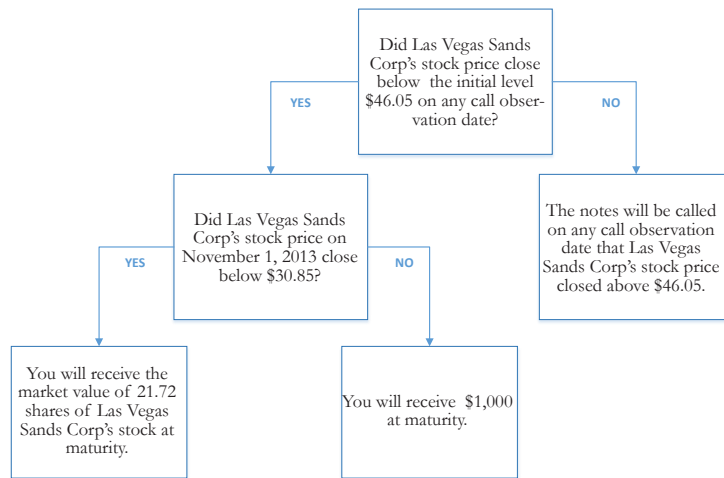 Did Las Vegas Sands
Corp's stock price close
below the initial level
$46.05 on any call obser-
vation date?
YES
NO
Did Las Vegas Sands
Corp's stock price on
November 1, 2013 close
below $30.85?
The notes will be called
on any call observation
date that Las Vegas
Sands Corp's stock price
closed above $46.05.
YES
NO
You will receive the
market value of 21.72
shares of Las Vegas
Sands Corp's stock at
maturity.
You will receive $1,000
at maturity.